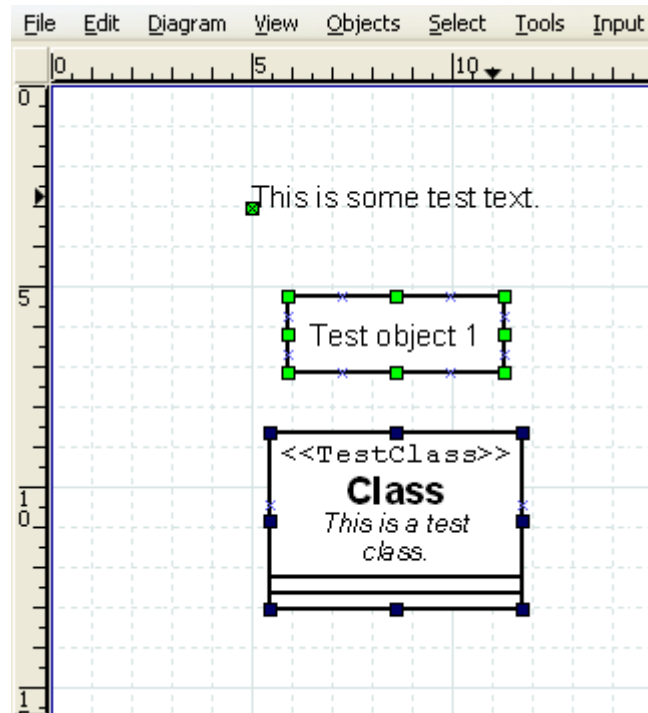 File Edit Diagram View Objects Select Tools Input
0 5 10
0
This is some test text.
5
Test object 1
<<TestClass>>
Class
10
This is a test
class.
1